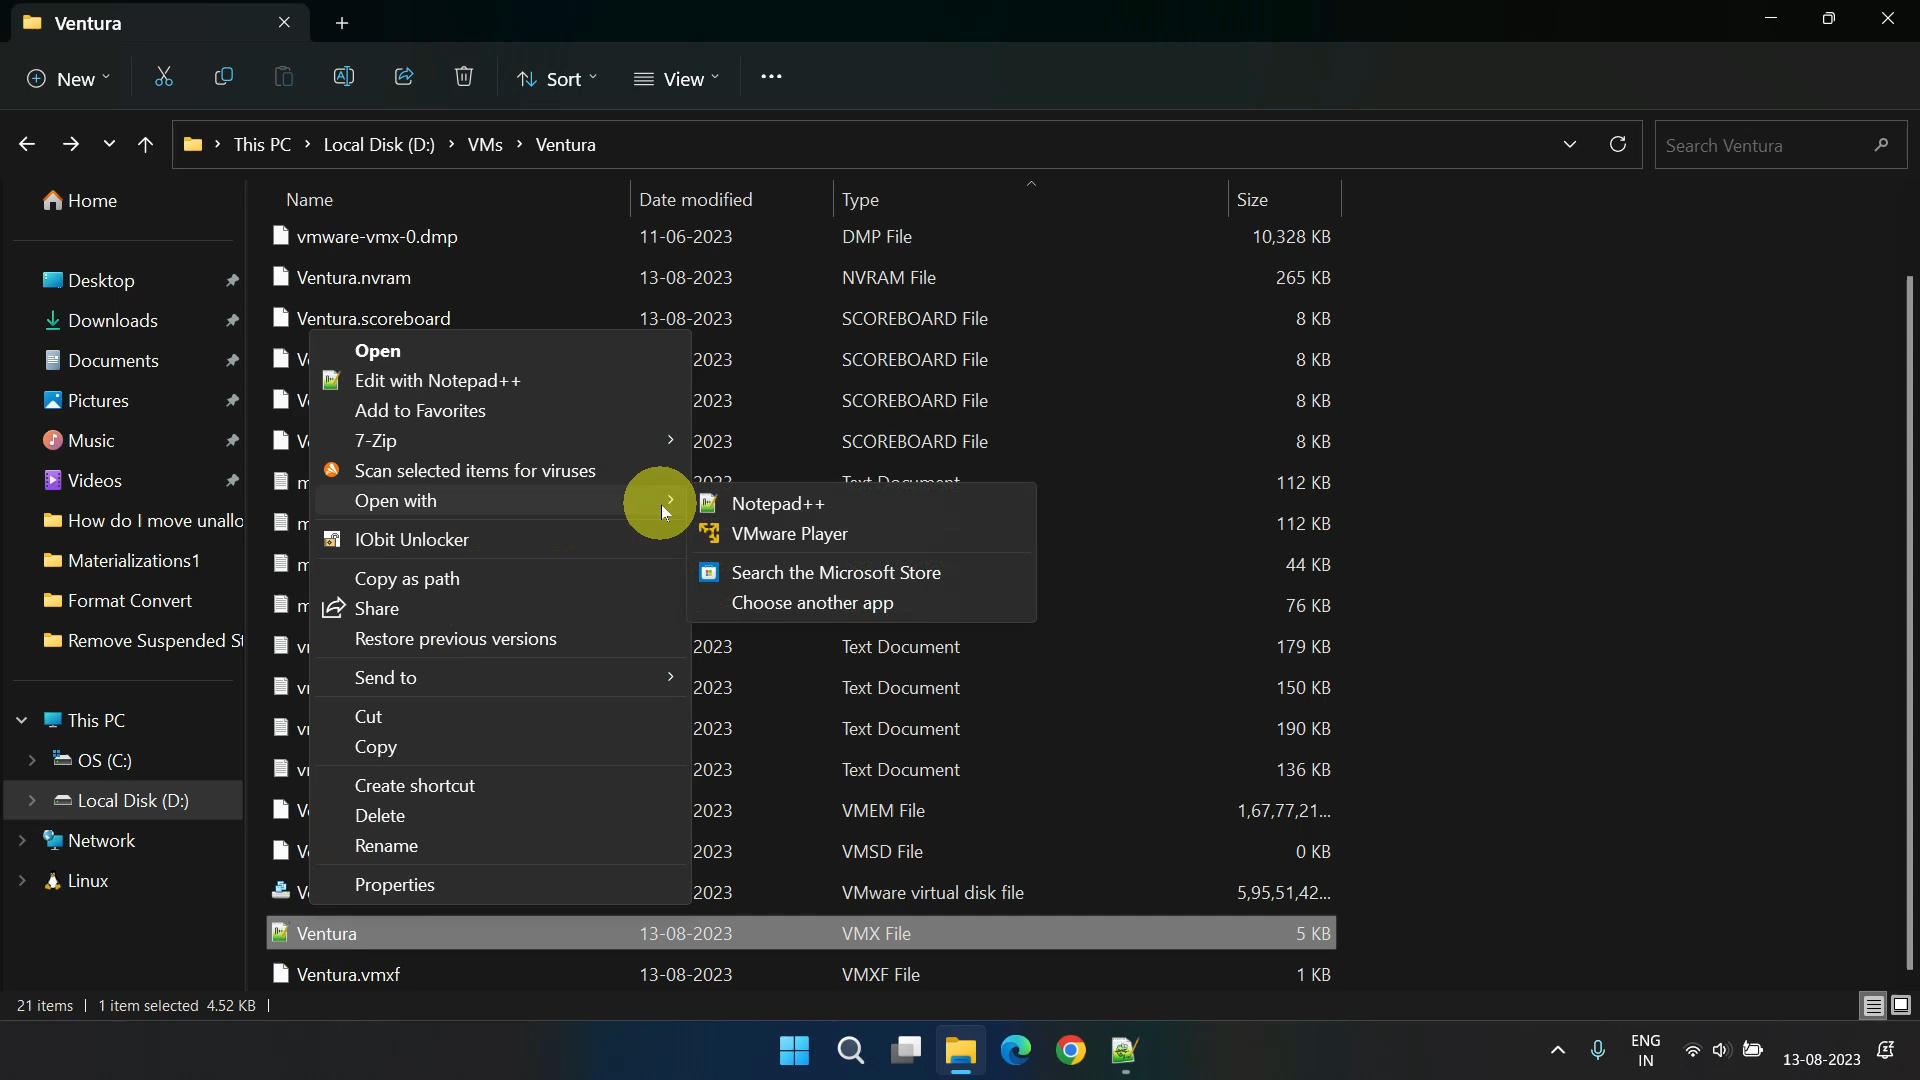 Ventura
New
Sort
View
This PC
Local Disk (D:)
VMs
Ventura
Search Ventura
Home
Desktop
Downloads
Documents
Pictures
Music
Videos
How do I move unallo
Materializations1
Format Convert
Remove Suspended St
This PC
OS (C:)
Local Disk (D:)
Network
Linux
Name Date modified Type Size
vmware-vmx-0.dmp 11-06-2023 DMP File 10,328 KB
Ventura.nvram 13-08-2023 NVRAM File 265 KB
Ventura.scoreboard 13-08-2023 SCOREBOARD File 8 KB
2023 SCOREBOARD File 8 KB
2023 SCOREBOARD File 8 KB
2023 SCOREBOARD File 8 KB
112 KB
112 KB
44 KB
76 KB
2023 Text Document 179 KB
2023 Text Document 150 KB
2023 Text Document 190 KB
2023 Text Document 136 KB
2023 VMEM File 1,67,77,21...
2023 VMSD File 0 KB
2023 VMware virtual disk file 5,95,51,42...
Ventura 13-08-2023 VMX File 5 KB
Ventura.vmxf 13-08-2023 VMXF File 1 KB
Open
Edit with Notepad++
Add to Favorites
7-Zip
Scan selected items for viruses
Open with
IObit Unlocker
Copy as path
Share
Restore previous versions
Send to
Cut
Copy
Create shortcut
Delete
Rename
Properties
Notepad++
VMware Player
Search the Microsoft Store
Choose another app
21 items 1 item selected 4.52 KB
ENG
IN
13-08-2023